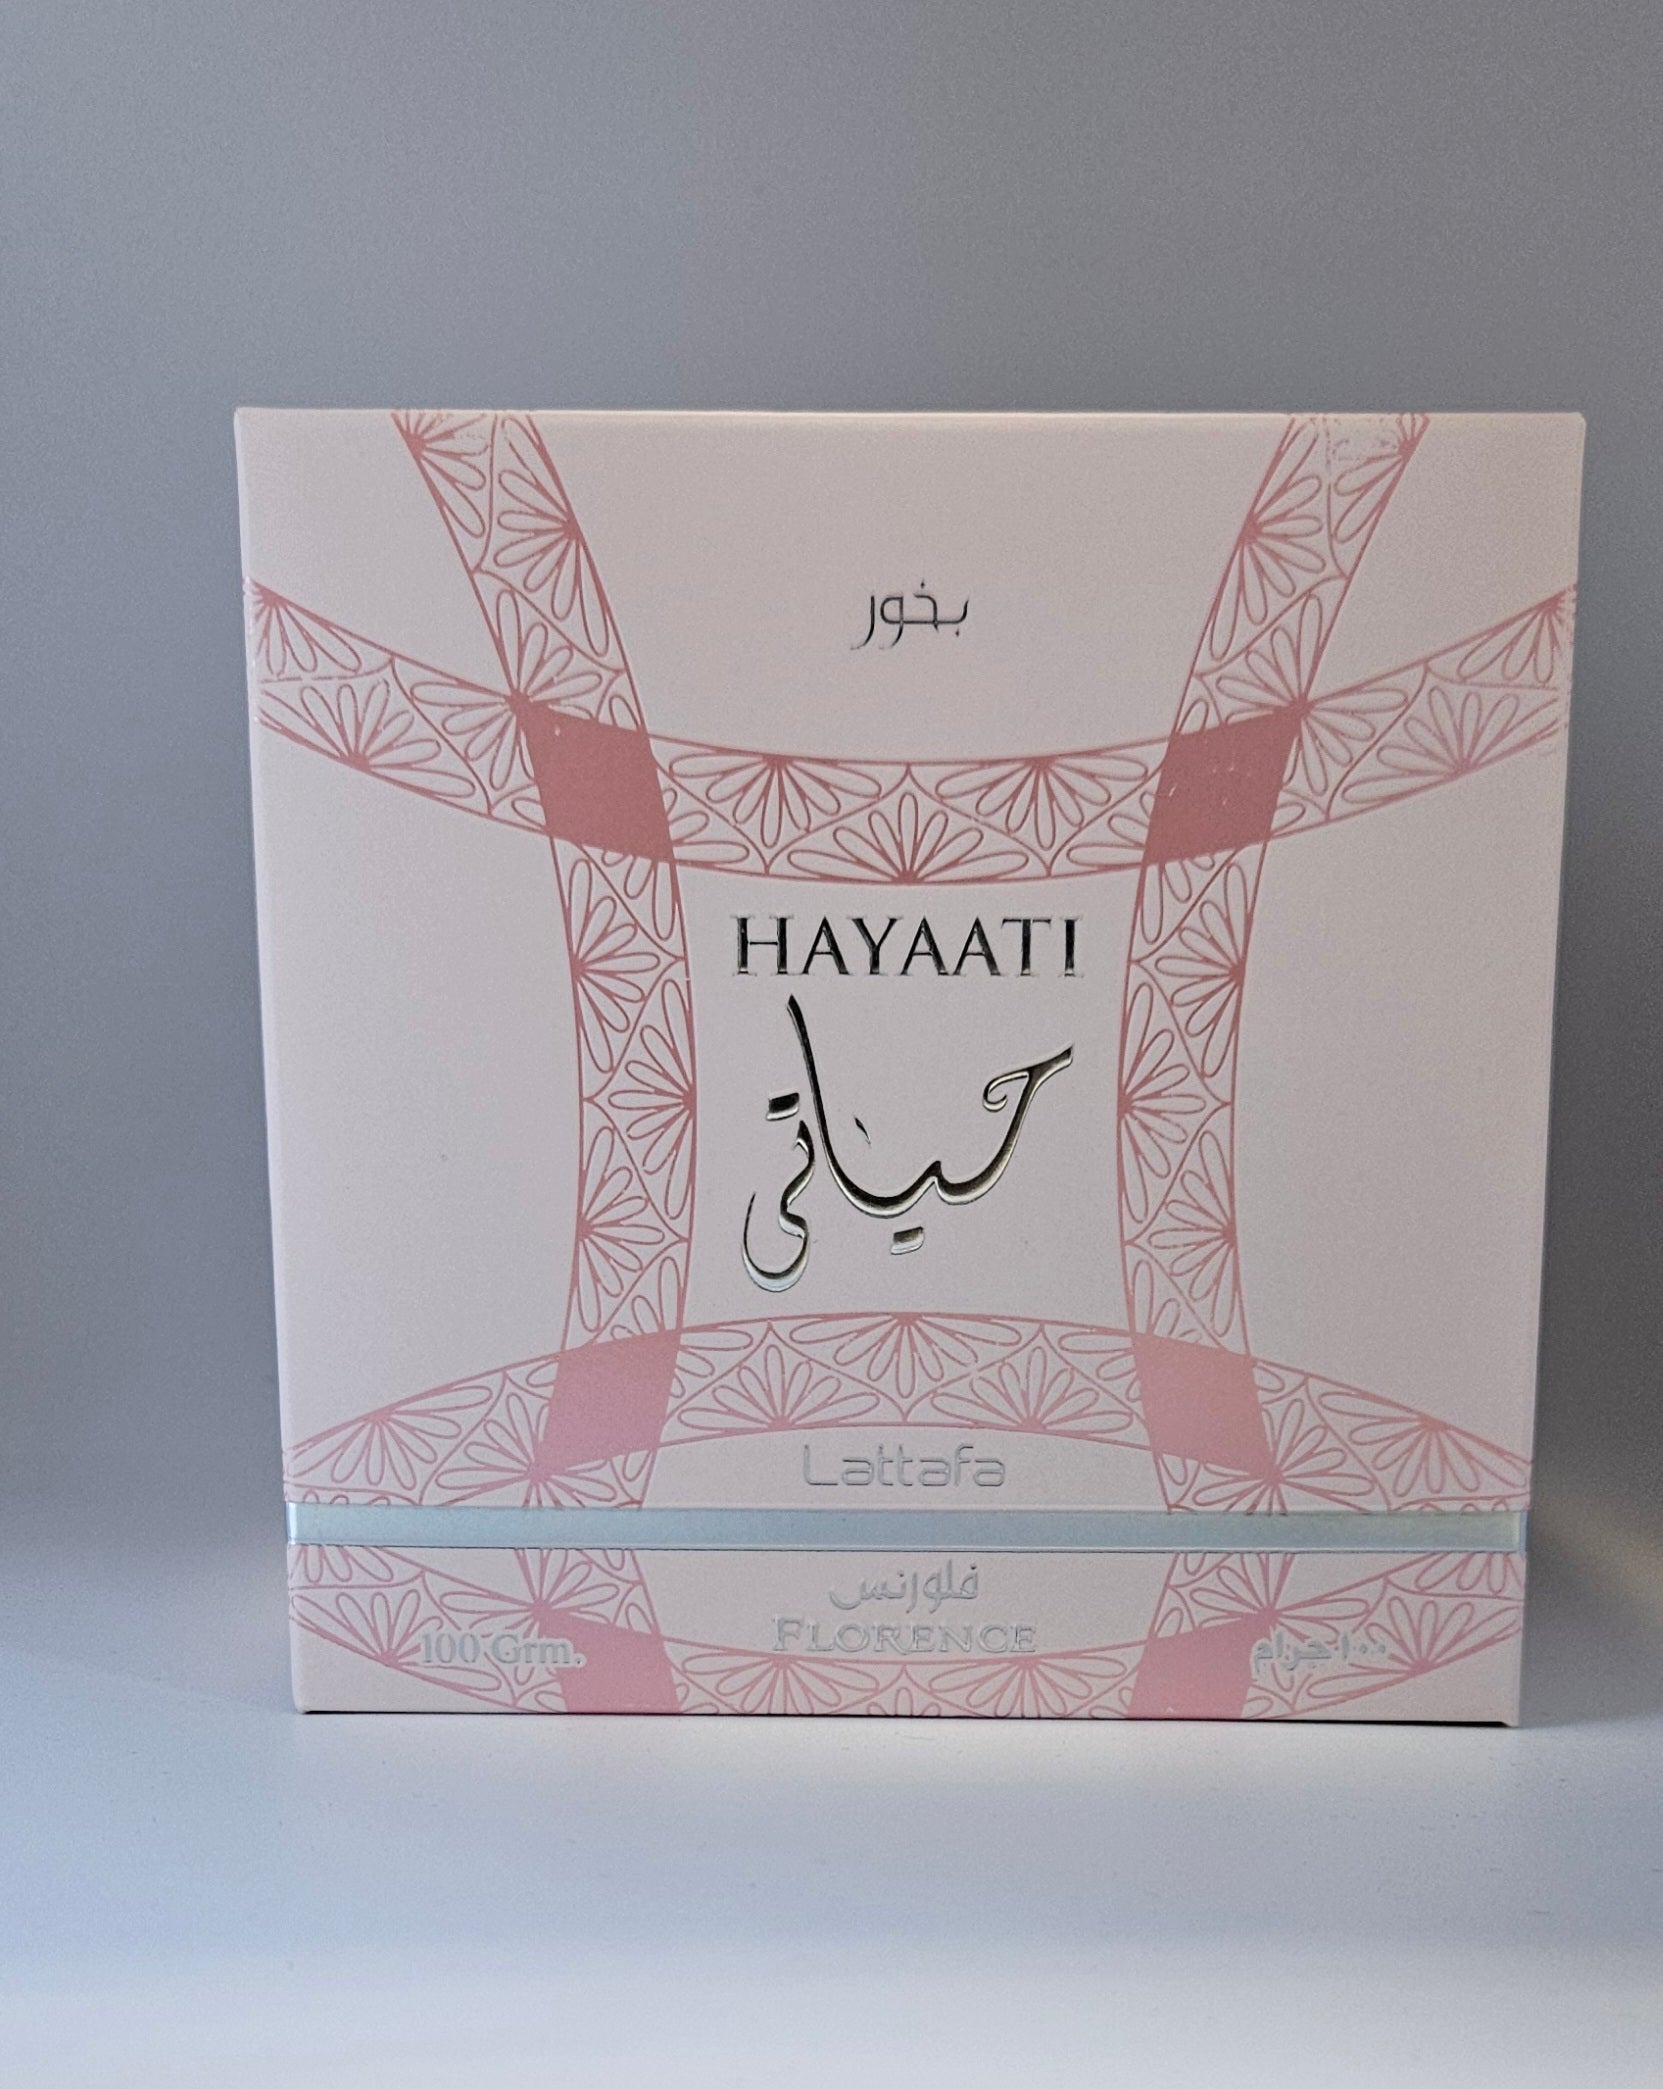 بخور
HAYAATI
حياتي
Lattafa
فلورنس
FLORENCE
100 Grm. ١٠٠ جرام